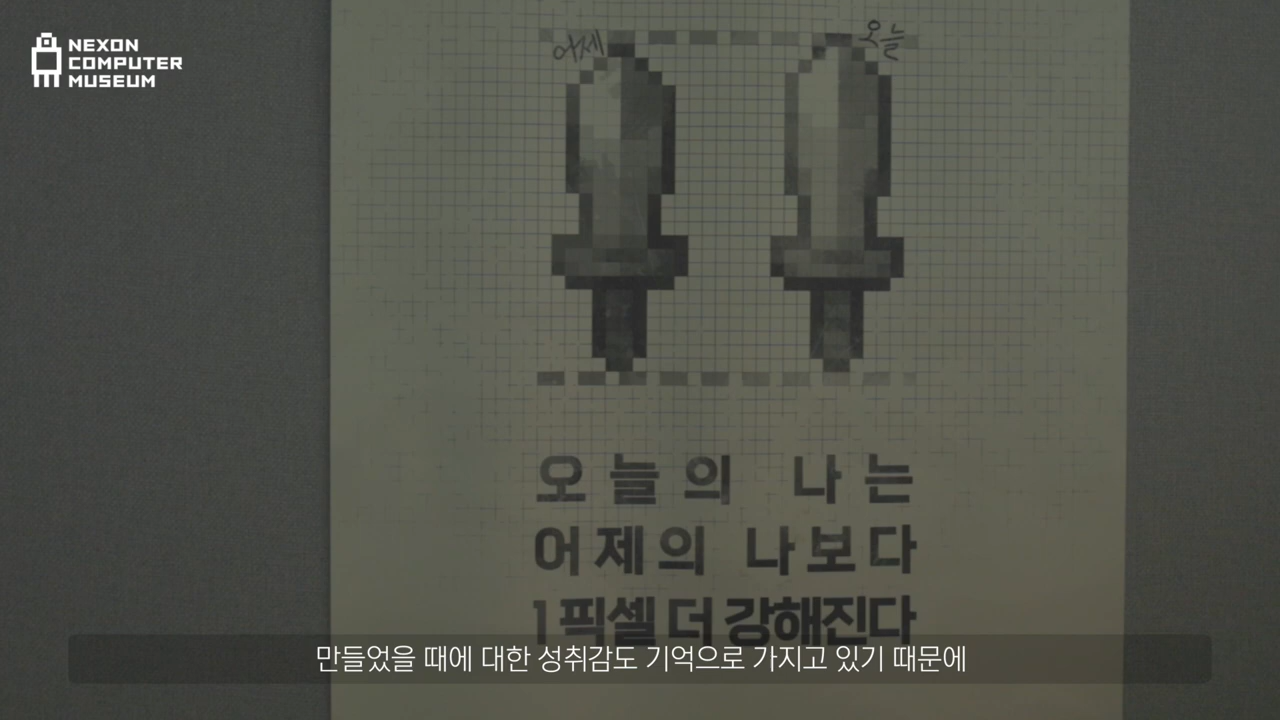 NEXON
COMPUTER
MUSEUM
어제
오늘
오늘의 나는
어제의 나보다
1픽셀 더 강해진다
만들었을 때에 대한 성취감도 기억으로 가지고 있기 때문에